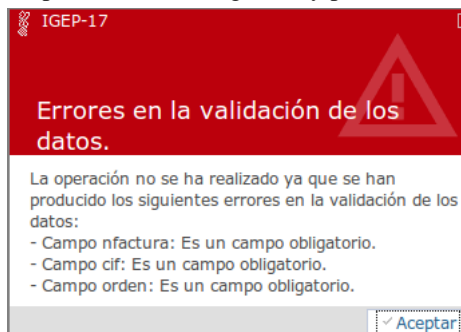 IGEP-17
Errores en la validación de los
datos.
La operación no se ha realizado ya que se han
producido los siguientes errores en la validación de los
datos:
- Campo nfactura: Es un campo obligatorio.
- Campo cif: Es un campo obligatorio.
- Campo orden: Es un campo obligatorio.
Aceptar